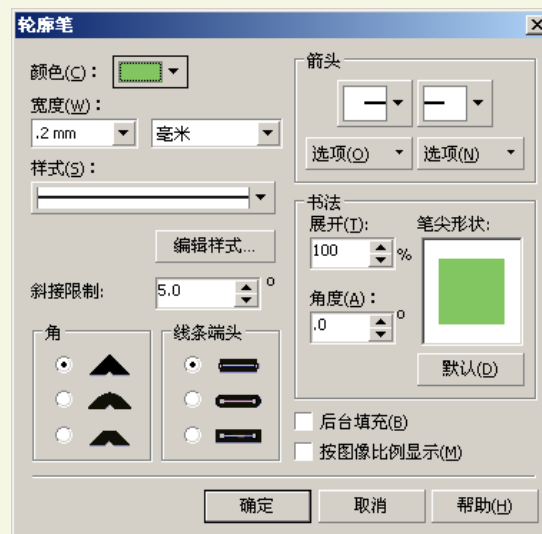 轮廓笔
颜色(C)：
宽度(W)：
.2 mm 毫米
样式(S)：
编辑样式...
斜接限制: 5.0 °
角 线条端头
箭头
选项(O) 选项(N)
书法
展开(T): 笔尖形状:
100 %
角度(A)：
.0 °
默认(D)
后台填充(B)
按图像比例显示(M)
确定 取消 帮助(H)